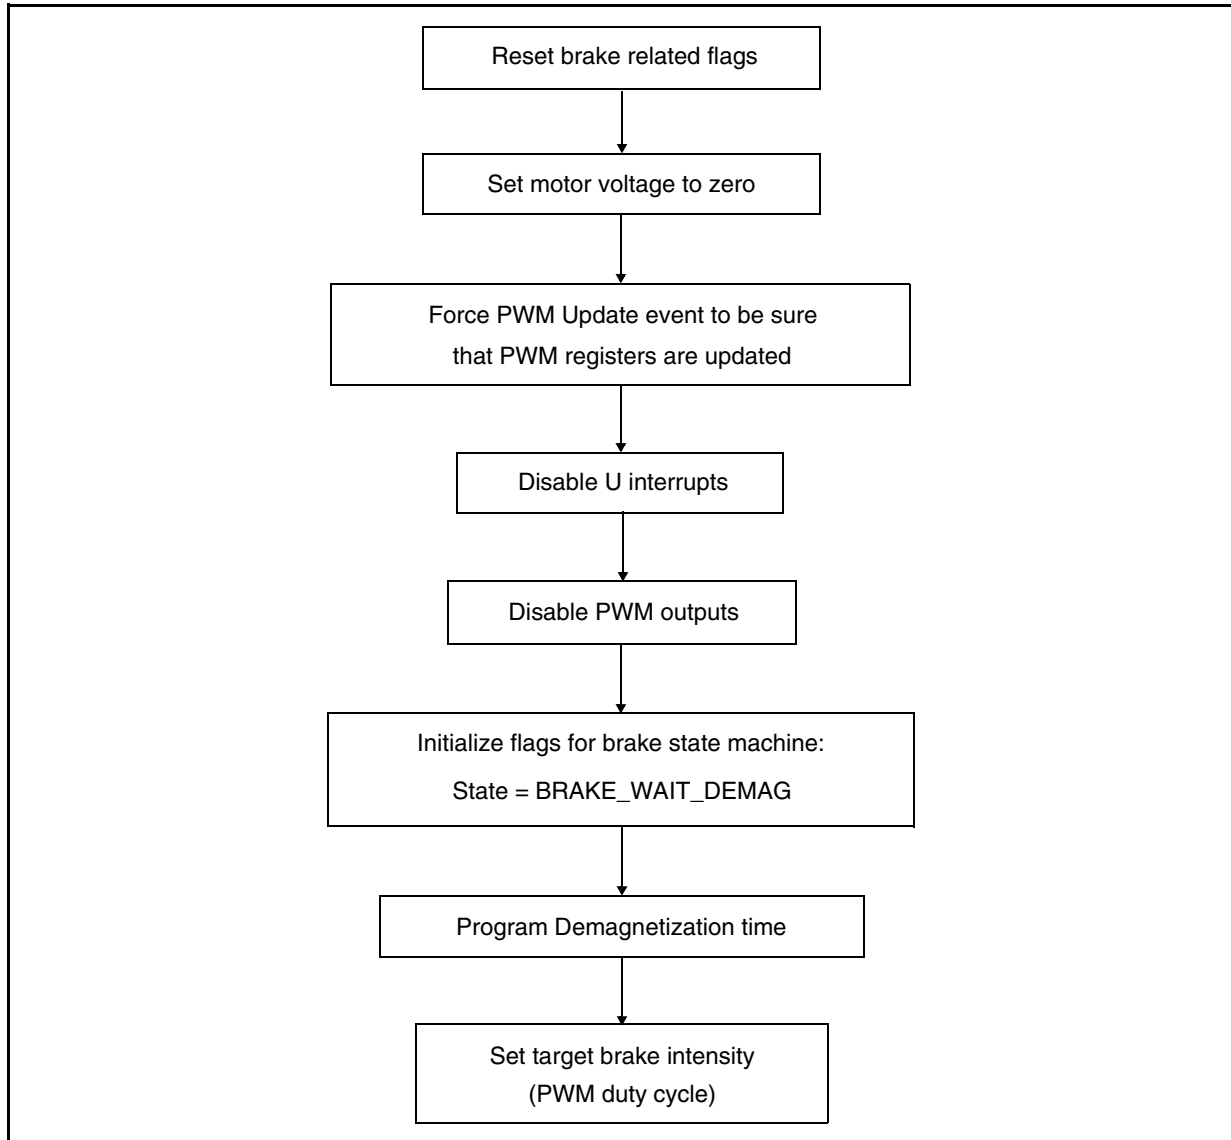 Reset brake related flags
Set motor voltage to zero
Force PWM Update event to be sure
that PWM registers are updated
Disable U interrupts
Disable PWM outputs
Initialize flags for brake state machine:
State = BRAKE_WAIT_DEMAG
Program Demagnetization time
Set target brake intensity
(PWM duty cycle)